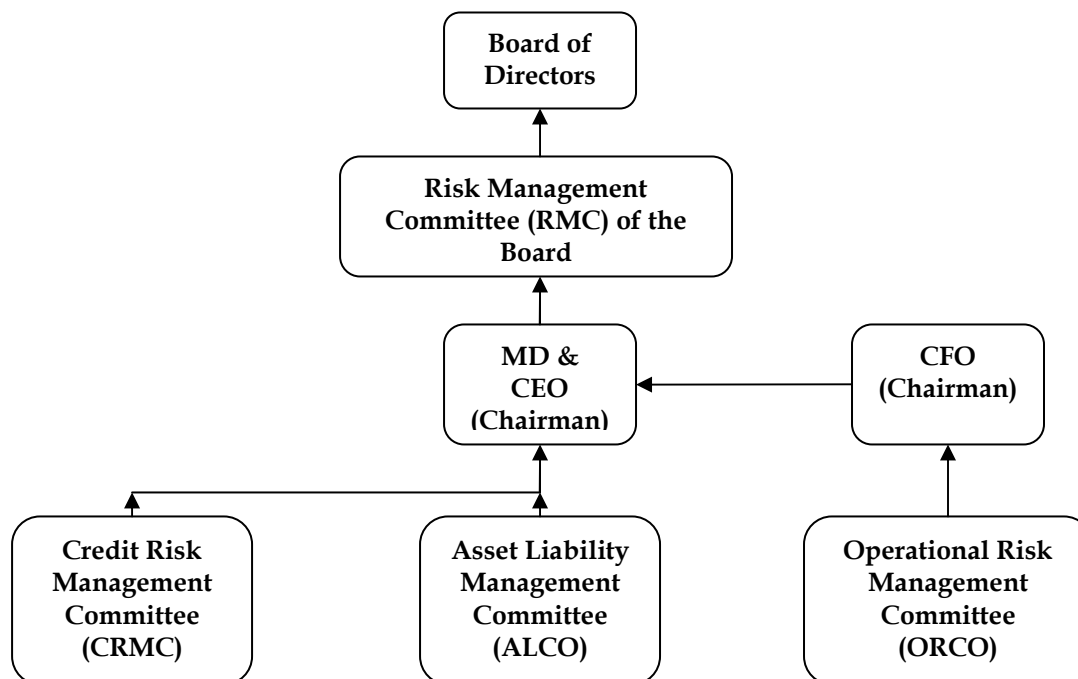 Board of
Directors
Risk Management
Committee (RMC) of the
Board
MD &
CEO
(Chairman)
CFO
(Chairman)
Credit Risk
Management
Committee
(CRMC)
Asset Liability
Management
Committee
(ALCO)
Operational Risk
Management
Committee
(ORCO)